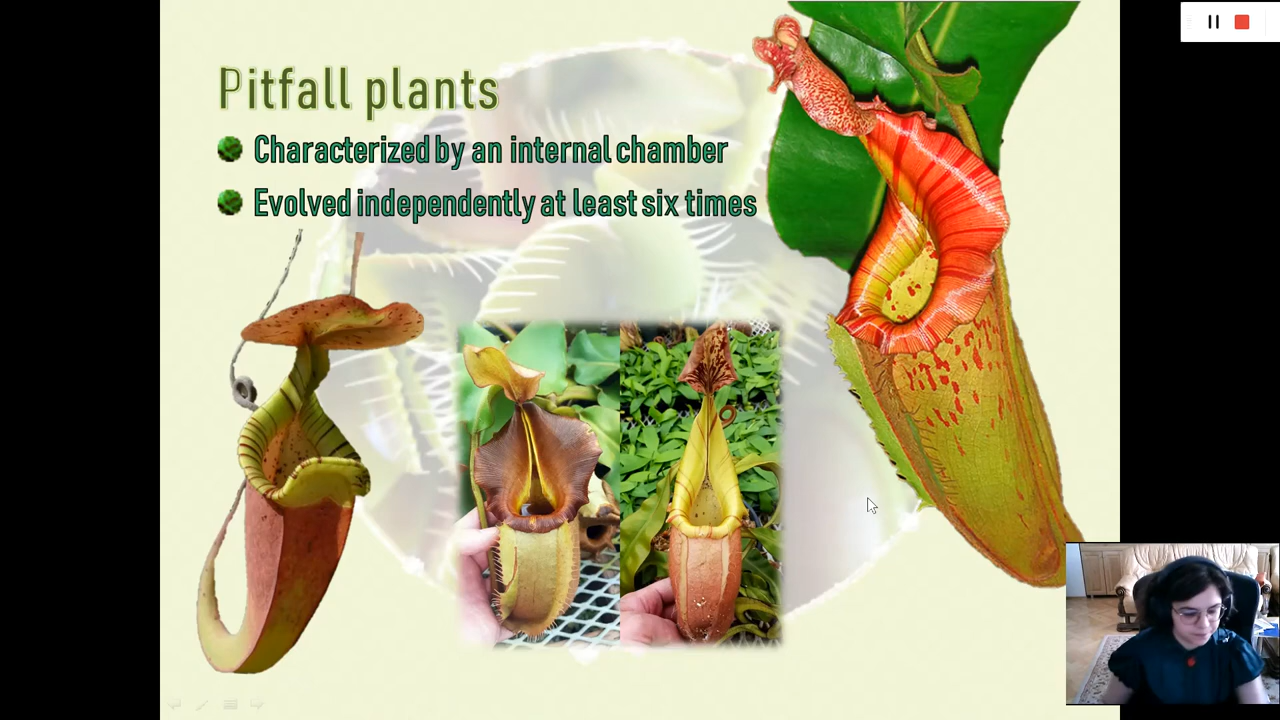 Pitfall plants
Characterized by an internal chamber
Evolved independently at least six times